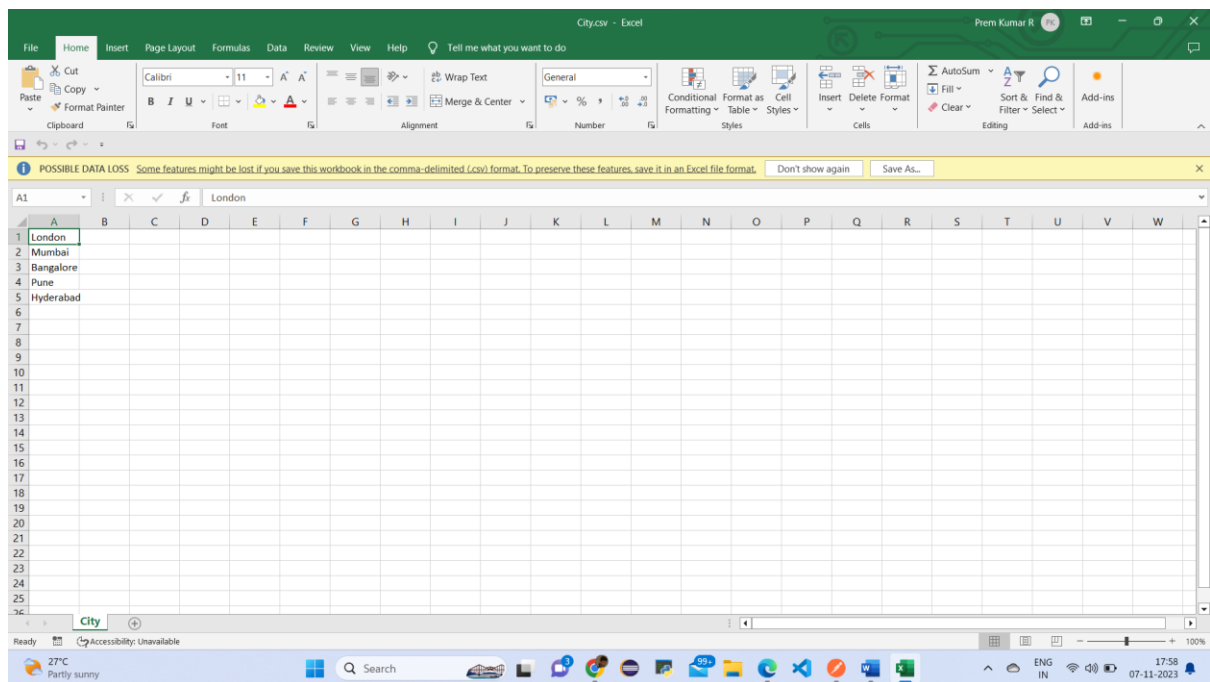 City.csv - Excel
Prem Kumar R PK
File Home Insert Page Layout Formulas Data Review View Help Tell me what you want to do
Paste
Cut
Copy
Format Painter
Clipboard
Calibri 11 A A
B I U A
Font
Wrap Text
Merge & Center
Alignment
General
% ,
Number
Conditional Formatting
Format as Table
Cell Styles
Styles
Insert Delete Format
Cells
AutoSum
Fill
Clear
Sort & Filter
Find & Select
Editing
Add-ins
Add-ins
POSSIBLE DATA LOSS Some features might be lost if you save this workbook in the comma-delimited (.csv) format. To preserve these features, save it in an Excel file format. Don't show again Save As...
A1 fx London
A B C D E F G H I J K L M N O P Q R S T U V W
1 London
2 Mumbai
3 Bangalore
4 Pune
5 Hyderabad
6
7
8
9
10
11
12
13
14
15
16
17
18
19
20
21
22
23
24
25
26
City
Ready Accessibility: Unavailable 100%
27°C
Partly sunny
Search
3
99+
ENG
IN
17:58
07-11-2023